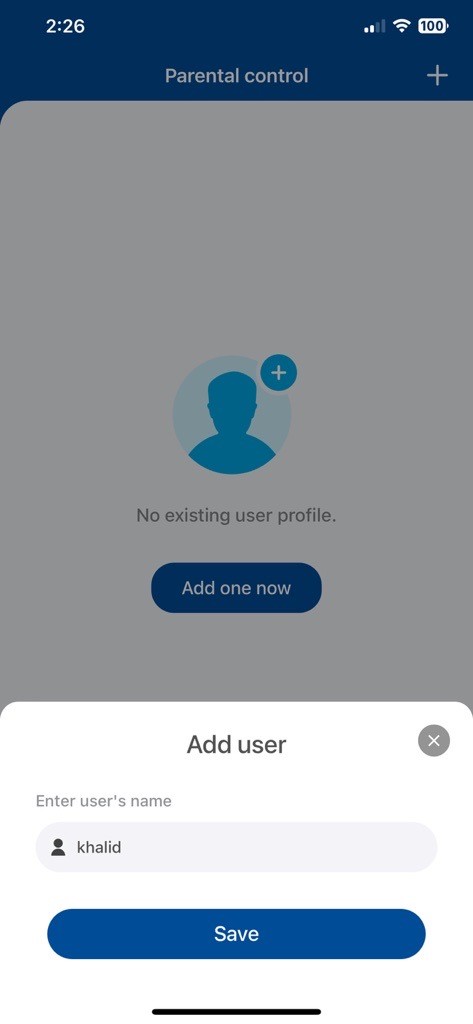 2:26
100
Parental control
No existing user profile.
Add one now
Add user
Enter user's name
khalid
Save